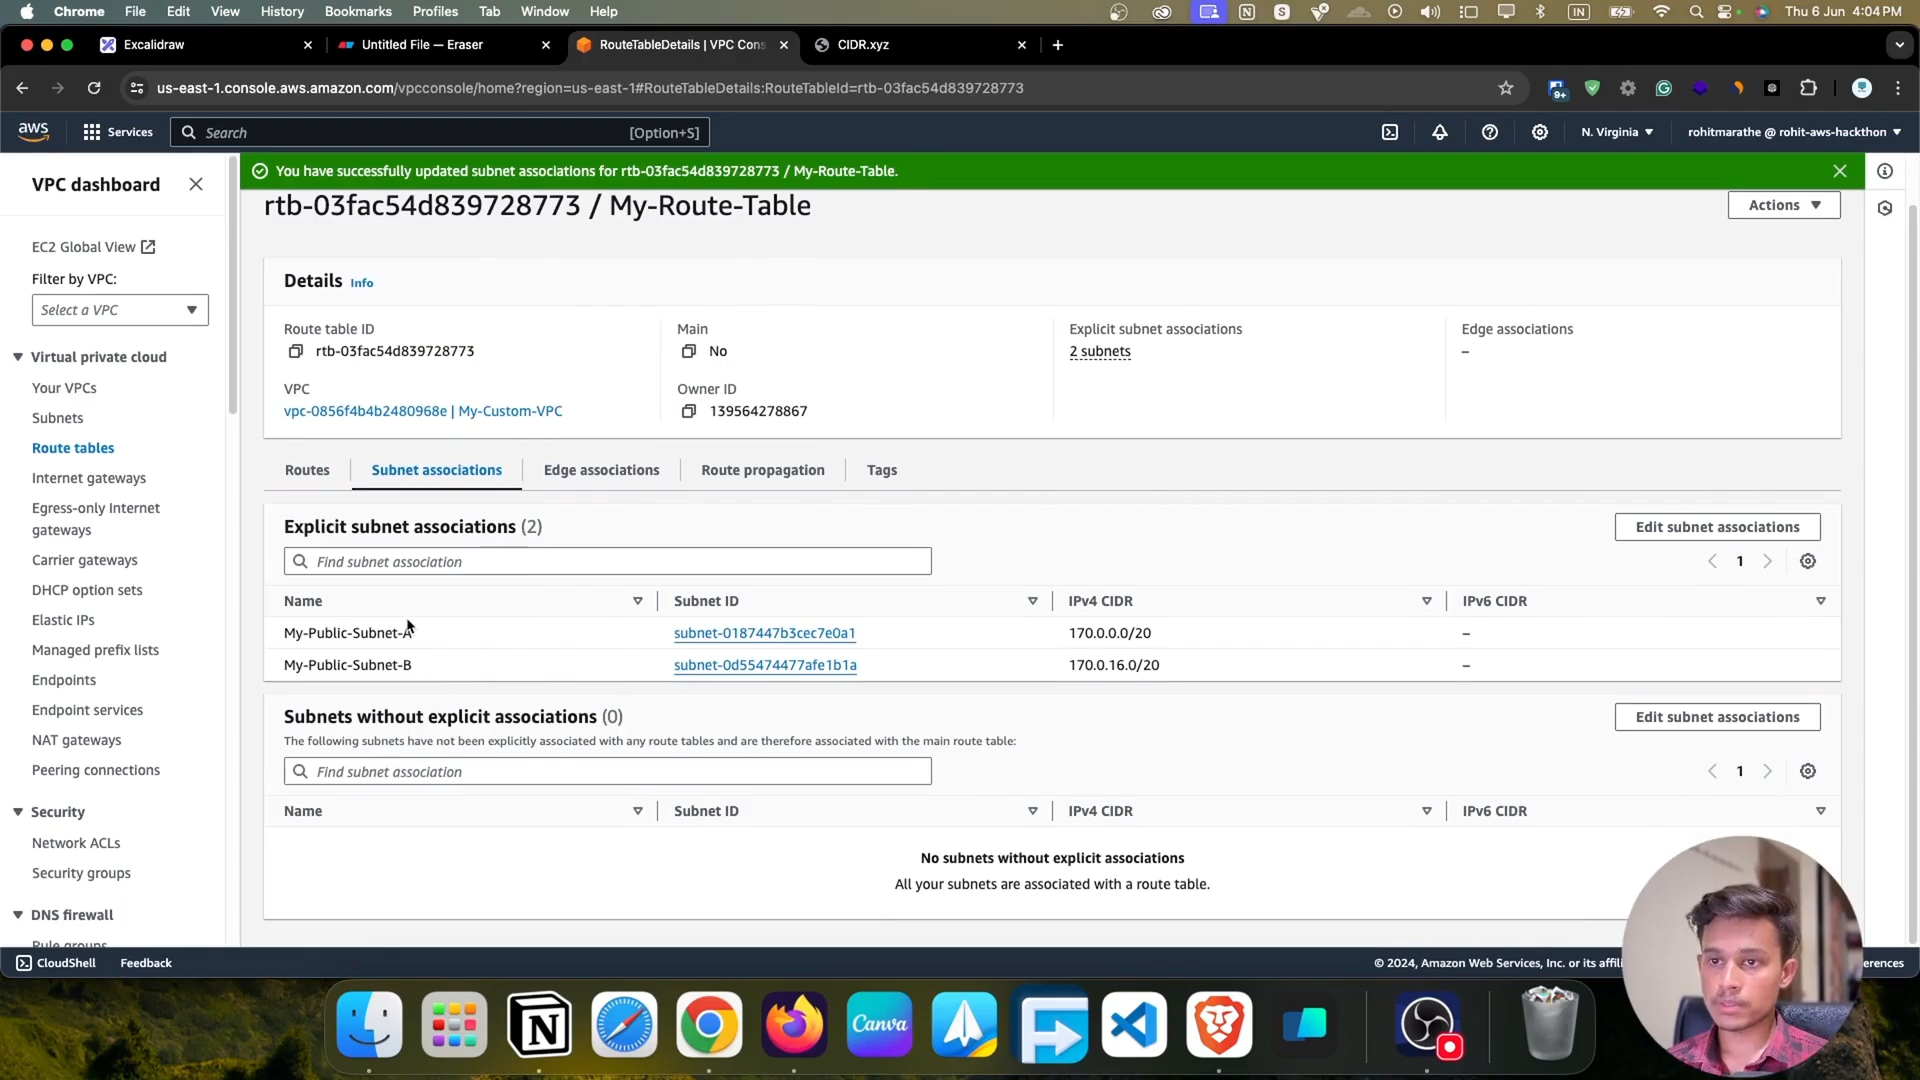 Chrome File Edit View History Bookmarks Profiles Tab Window Help
IN
Thu 6 Jun 4:04 PM
Excalidraw
Untitled File — Eraser
RouteTableDetails | VPC Cons
CIDR.xyz
us-east-1.console.aws.amazon.com/vpcconsole/home?region=us-east-1#RouteTableDetails:RouteTableId=rtb-03fac54d839728773
9+
aws
Services
Search
[Option+S]
N. Virginia
rohitmarathe @ rohit-aws-hackthon
VPC dashboard
EC2 Global View
Filter by VPC:
Select a VPC
Virtual private cloud
Your VPCs
Subnets
Route tables
Internet gateways
Egress-only Internet
gateways
Carrier gateways
DHCP option sets
Elastic IPs
Managed prefix lists
Endpoints
Endpoint services
NAT gateways
Peering connections
Security
Network ACLs
Security groups
DNS firewall
Rule groups
You have successfully updated subnet associations for rtb-03fac54d839728773 / My-Route-Table.
rtb-03fac54d839728773 / My-Route-Table
Actions
Details Info
Route table ID
rtb-03fac54d839728773
Main
No
Explicit subnet associations
2 subnets
Edge associations
–
VPC
vpc-0856f4b4b2480968e | My-Custom-VPC
Owner ID
139564278867
Routes
Subnet associations
Edge associations
Route propagation
Tags
Explicit subnet associations (2)
Edit subnet associations
Find subnet association
1
Name Subnet ID IPv4 CIDR IPv6 CIDR
My-Public-Subnet-A subnet-0187447b3cec7e0a1 170.0.0.0/20 –
My-Public-Subnet-B subnet-0d55474477afe1b1a 170.0.16.0/20 –
Subnets without explicit associations (0)
Edit subnet associations
The following subnets have not been explicitly associated with any route tables and are therefore associated with the main route table:
Find subnet association
1
Name Subnet ID IPv4 CIDR IPv6 CIDR
No subnets without explicit associations
All your subnets are associated with a route table.
CloudShell
Feedback
© 2024, Amazon Web Services, Inc. or its affili
erences
Canva